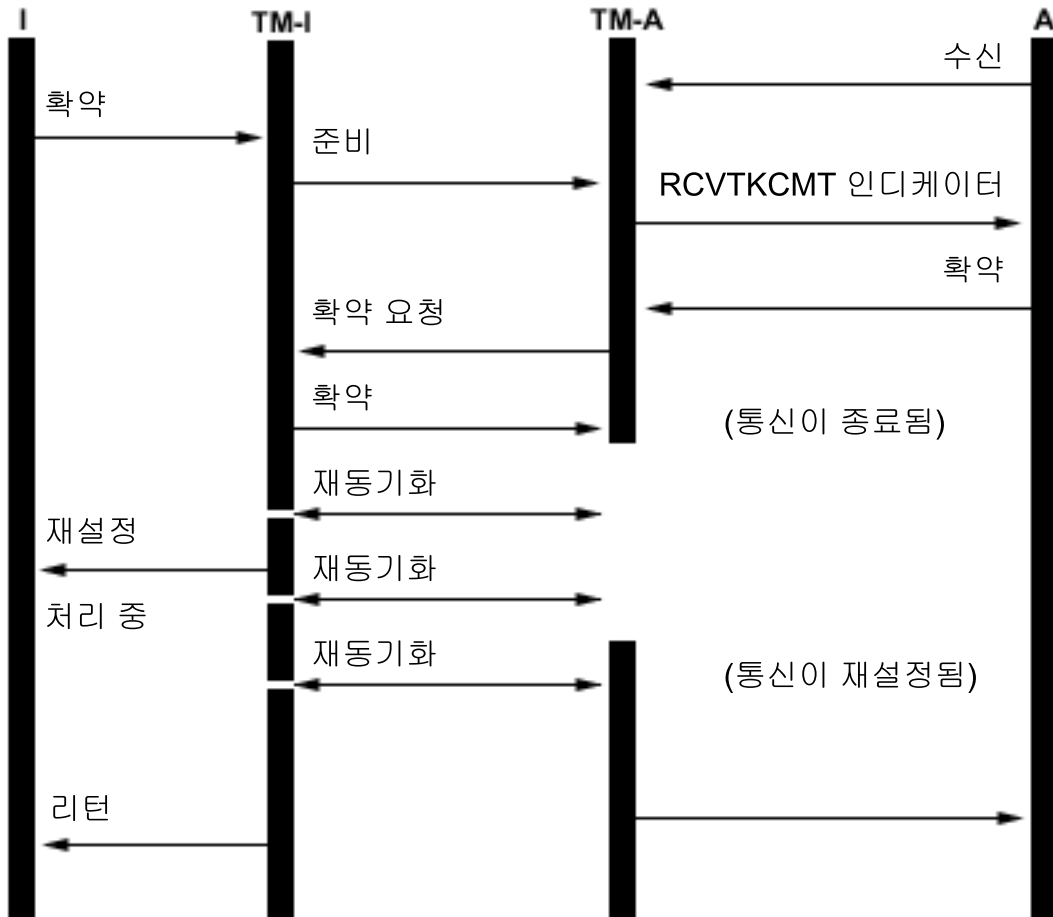 I
TM-I
TM-A
A
수신
확약
준비
RCVTKCMT 인디케이터
확약
확약 요청
확약
(통신이 종료됨)
재동기화
재설정
재동기화
처리 중
재동기화
(통신이 재설정됨)
리턴